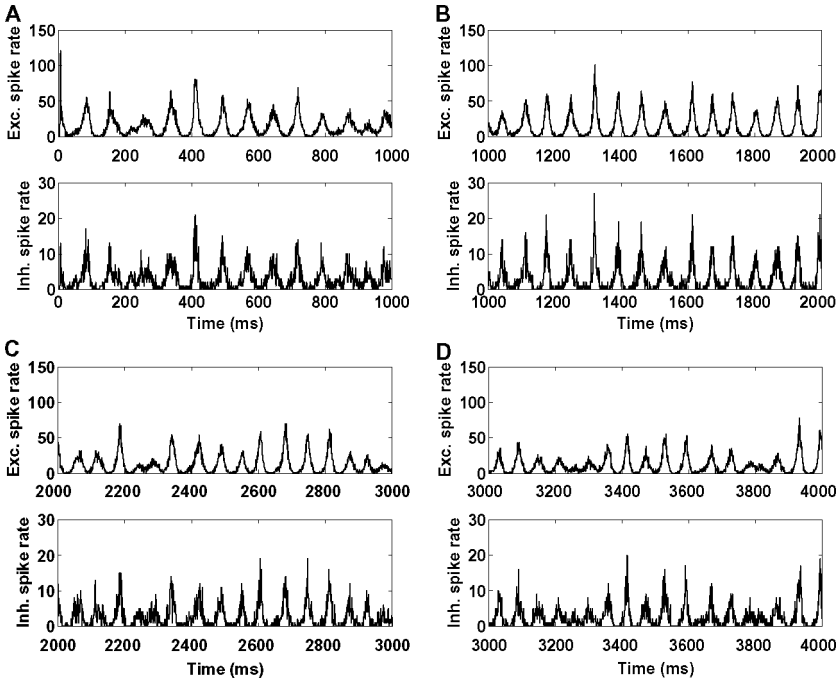 A
Exc. spike rate
150
100
50
0
0 200 400 600 800 1000
Inh. spike rate
30
20
10
0
0 200 400 600 800 1000
Time (ms)
B
Exc. spike rate
150
100
50
0
1000 1200 1400 1600 1800 2000
Inh. spike rate
30
20
10
0
1000 1200 1400 1600 1800 2000
Time (ms)
C
Exc. spike rate
150
100
50
0
2000 2200 2400 2600 2800 3000
Inh. spike rate
30
20
10
0
2000 2200 2400 2600 2800 3000
Time (ms)
D
Exc. spike rate
150
100
50
0
3000 3200 3400 3600 3800 4000
Inh. spike rate
30
20
10
0
3000 3200 3400 3600 3800 4000
Time (ms)